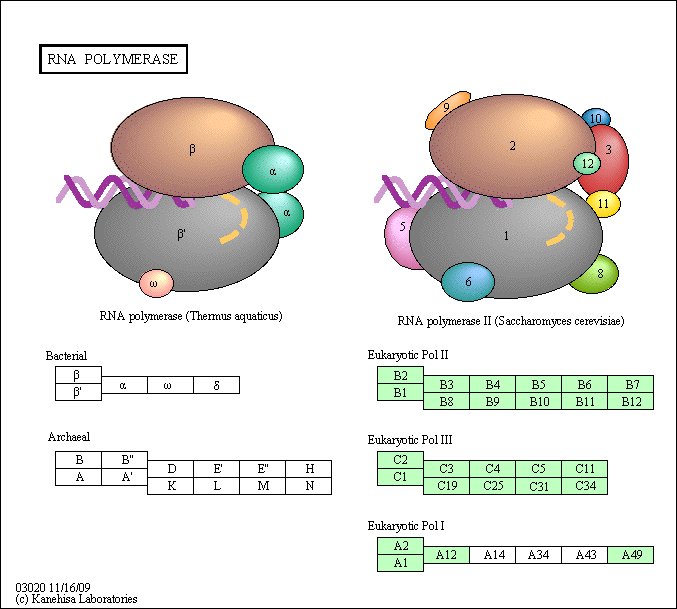 RNA POLYMERASE
β
α
α
β'
ω
RNA polymerase (Thermus aquaticus)
9
10
2
3
12
11
5
1
6
8
RNA polymerase II (Saccharomyces cerevisiae)
Bacterial
β
β' α ω δ
Archaeal
B B"
A A' D E' E" H
K L M N
Eukaryotic Pol II
B2
B1 B3 B4 B5 B6 B7
B8 B9 B10 B11 B12
Eukaryotic Pol III
C2
C1 C3 C4 C5 C11
C19 C25 C31 C34
Eukaryotic Pol I
A2
A1 A12 A14 A34 A43 A49
03020 11/16/09
(c) Kanehisa Laboratories